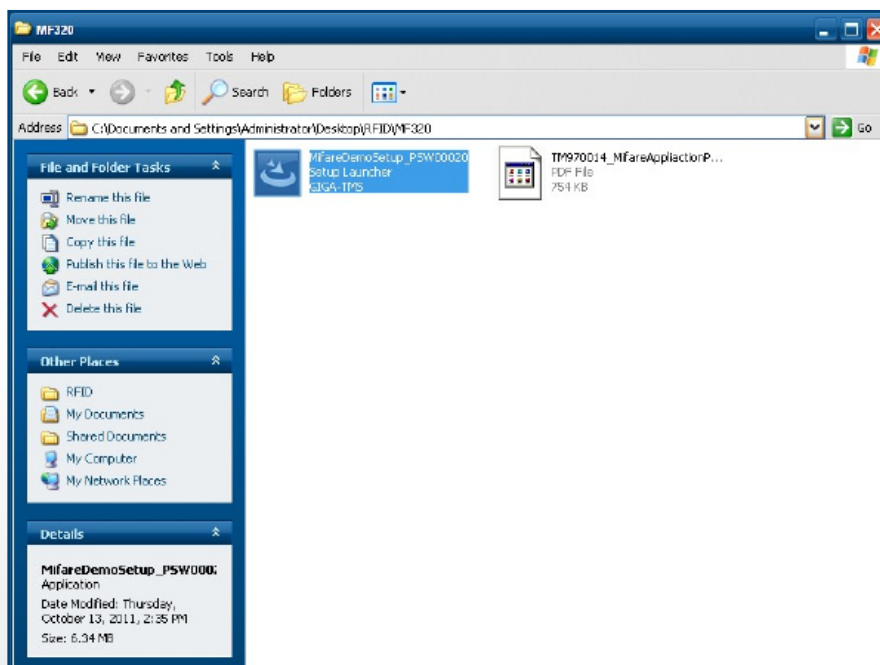 MF320
File Edit View Favorites Tools Help
Back Search Folders
Address C:\Documents and Settings\Administrator\Desktop\RFID\MF320 Go
File and Folder Tasks
Rename this file
Move this file
Copy this file
Publish this file to the Web
E-mail this file
Delete this file
Other Places
RFID
My Documents
Shared Documents
My Computer
My Network Places
Details
MifareDemoSetup_PSW000
Application
Date Modified: Thursday,
October 13, 2011, 2:35 PM
Size: 6.34 MB
MifareDemoSetup_PSW00020
Setup Launcher
GIGA-TMS
TM970014_MifareAppliactionP...
PDF File
754 KB